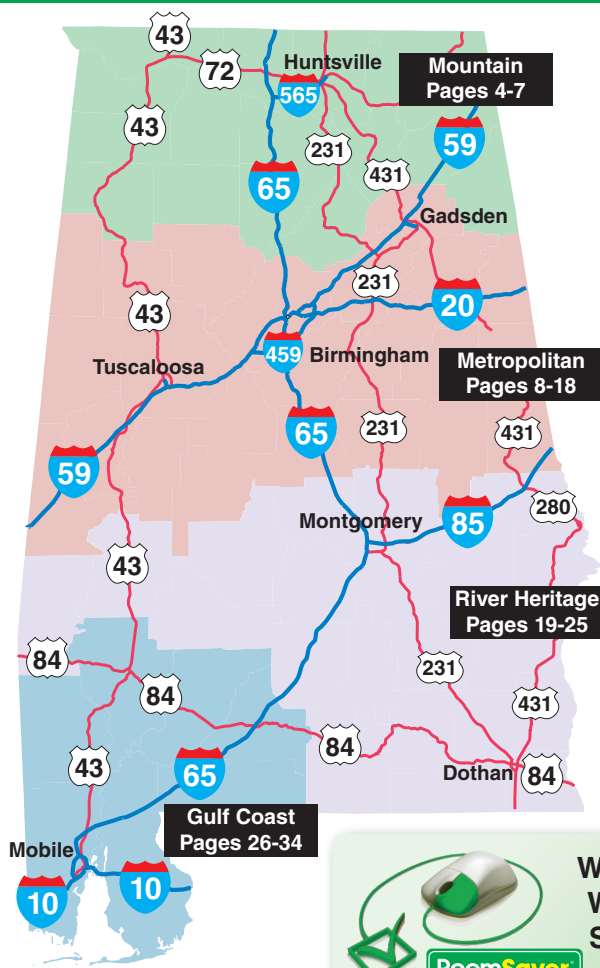 43
72
Huntsville
565
Mountain
Pages 4-7
43
231
59
65
431
Gadsden
231
20
43
459
Birmingham
Tuscaloosa
Metropolitan
Pages 8-18
65
231
431
59
280
Montgomery
85
43
River Heritage
Pages 19-25
84
231
84
431
84
43
65
Dothan
84
Gulf Coast
Pages 26-34
Mobile
10
10
W
W
S
RoomSaver